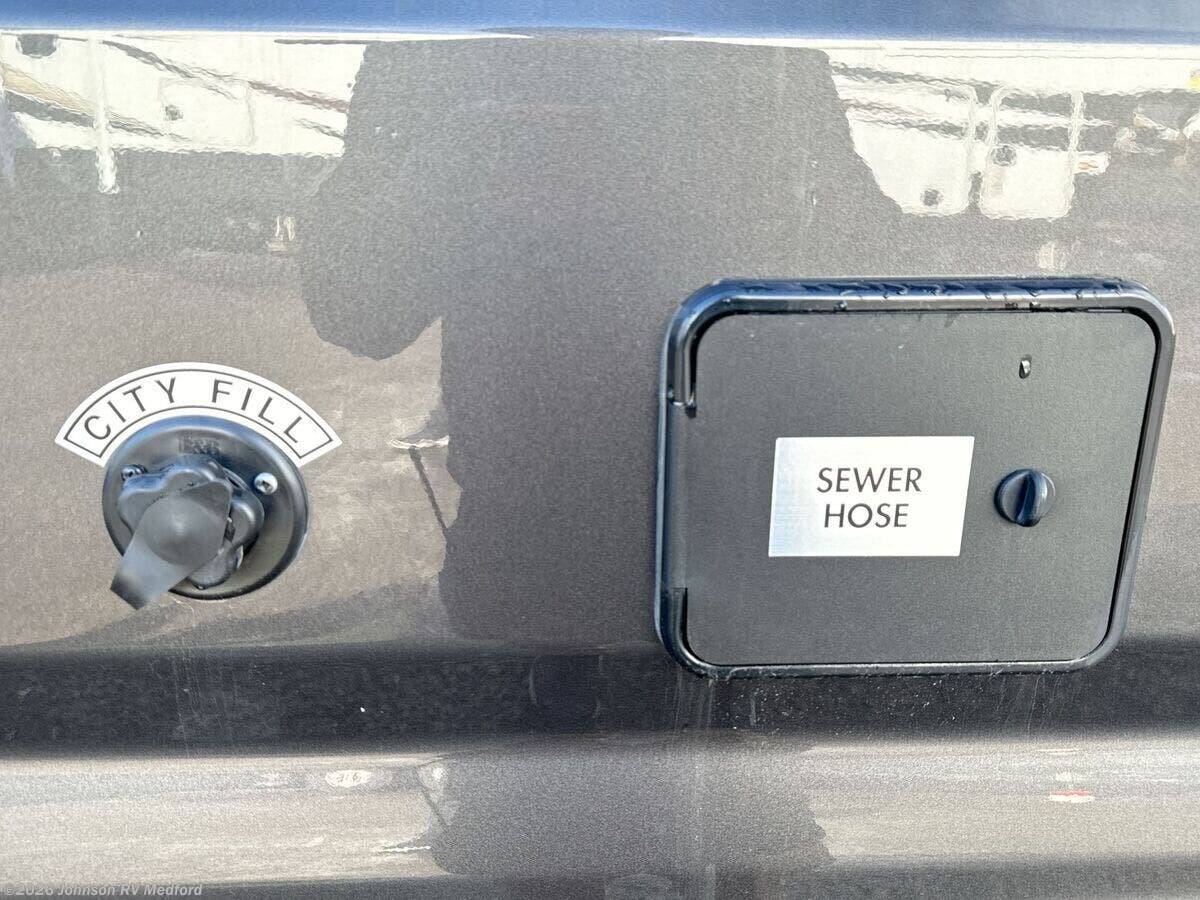 CITY FILL
SEWER
HOSE
©2026 Johnson RV Medford